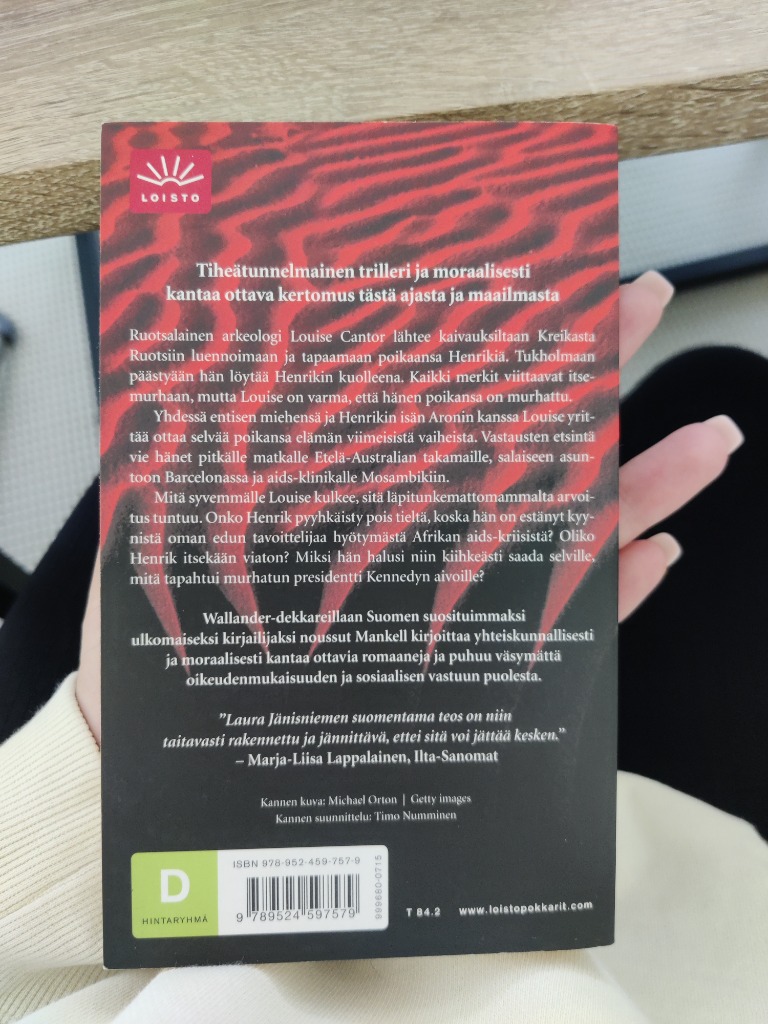 LOISTO
Tiheätunnelmainen trilleri ja moraalisesti
kantaa ottava kertomus tästä ajasta ja maailmasta
Ruotsalainen arkeologi Louise Cantor lähtee kaivauksiltaan Kreikasta
Ruotsiin luennoimaan ja tapaamaan poikaansa Henrikiä. Tukholmaan
päästyään hän löytää Henrikin kuolleena. Kaikki merkit viittaavat itse-
murhaan, mutta Louise on varma, että hänen poikansa on murhattu.
Yhdessä entisen miehensä ja Henrikin isän Aronin kanssa Louise yrit-
tää ottaa selvää poikansa elämän viimeisistä vaiheista. Vastausten etsintä
vie hänet pitkälle matkalle Etelä-Australian takamaille, salaiseen asun-
toon Barcelonassa ja aids-klinikalle Mosambikiin.
Mitä syvemmälle Louise kulkee, sitä läpitunkemattomammalta arvoi-
tus tuntuu. Onko Henrik pyyhkäisty pois tieltä, koska hän on estänyt kyy-
nistä oman edun tavoittelijaa hyötymästä Afrikan aids-kriisistä? Oliko
Henrik itsekään viaton? Miksi hän halusi niin kiihkeästi saada selville,
mitä tapahtui murhatun presidentti Kennedyn aivoille?
Wallander-dekkareillaan Suomen suosituimmaksi
ulkomaiseksi kirjailijaksi noussut Mankell kirjoittaa yhteiskunnallisesti
ja moraalisesti kantaa ottavia romaaneja ja puhuu väsymättä
oikeudenmukaisuuden ja sosiaalisen vastuun puolesta.
"Laura Jänisniemen suomentama teos on niin
taitavasti rakennettu ja jännittävä, ettei sitä voi jättää kesken."
– Marja-Liisa Lappalainen, Ilta-Sanomat
Kannen kuva: Michael Orton | Getty images
Kannen suunnittelu: Timo Numminen
D
HINTARYHMÄ
ISBN 978-952-459-757-9
9 789524 597579
999680-0715
T 84.2 www.loistopokkarit.com